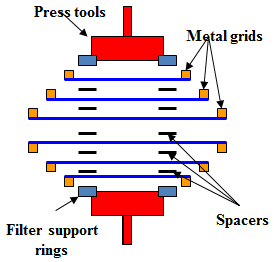 Press tools
Metal grids
Spacers
Filter support
rings